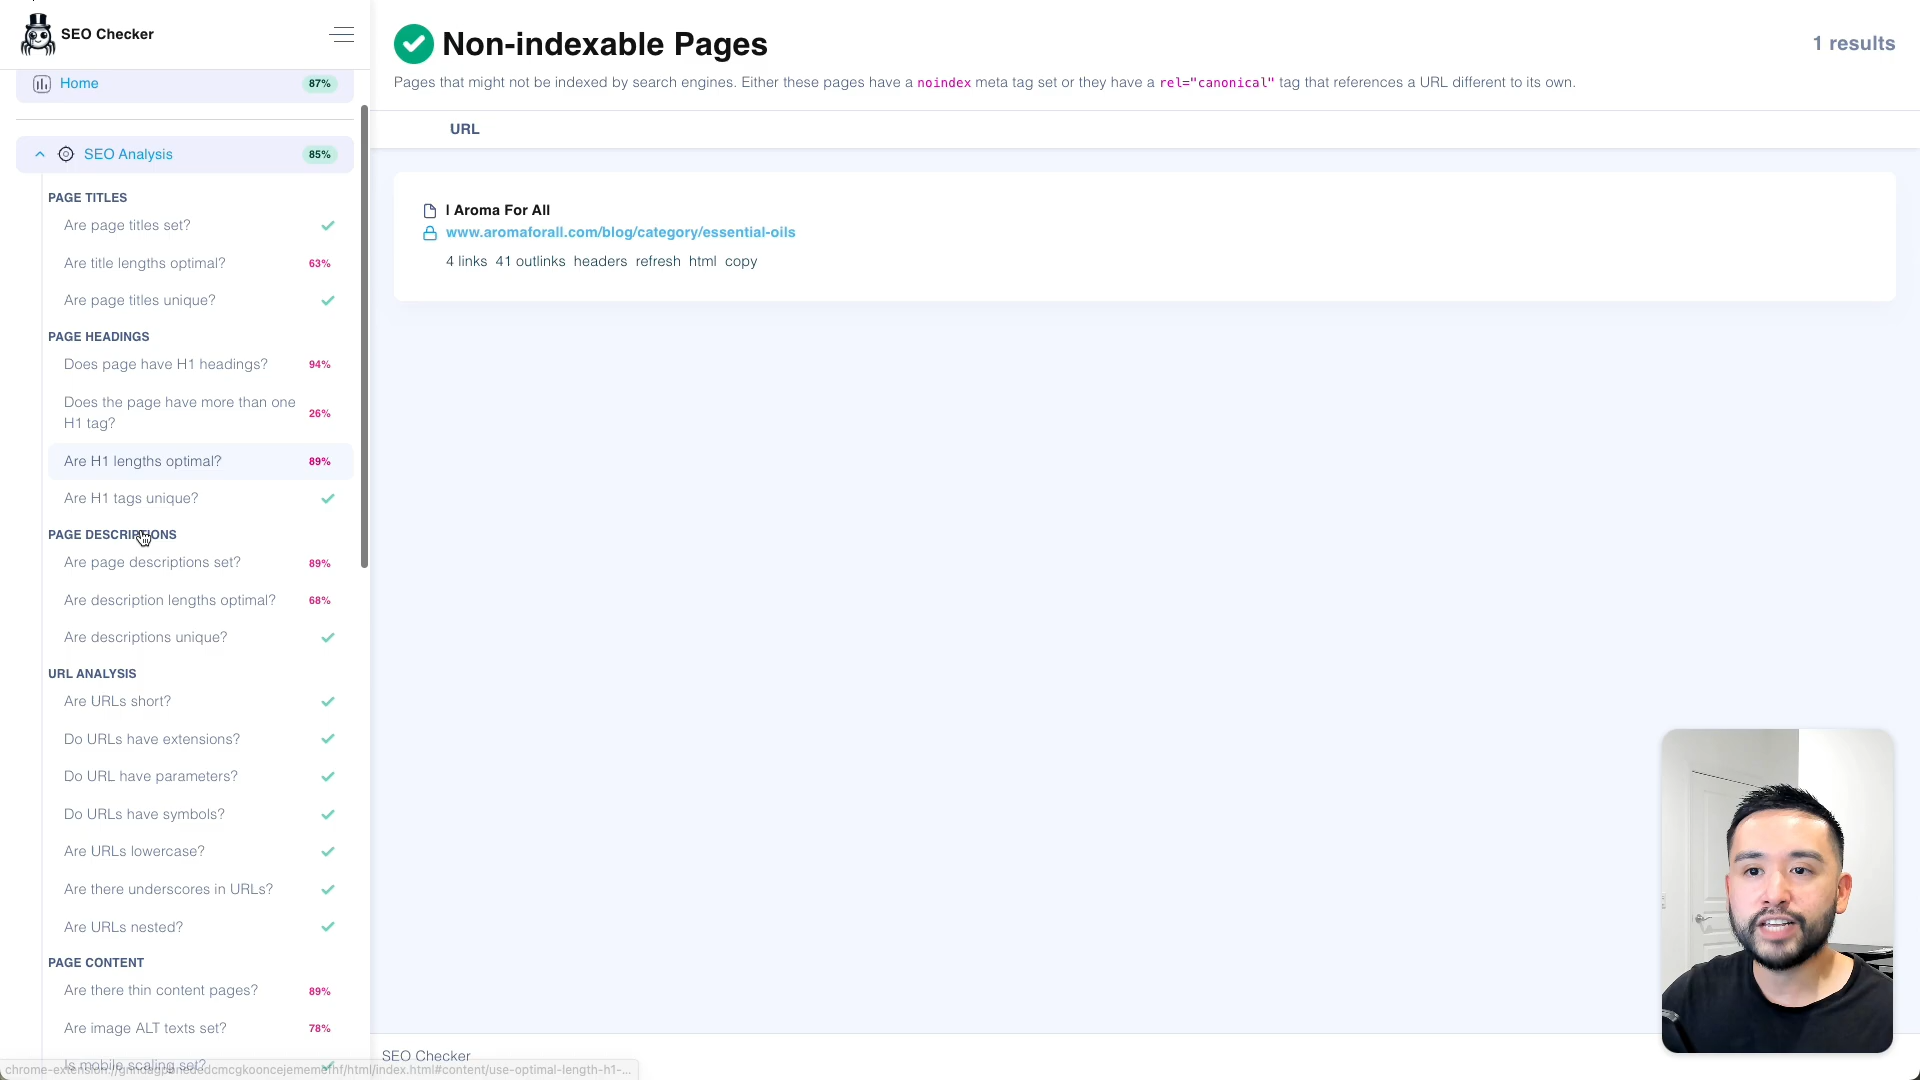 SEO Checker
Home 87%
SEO Analysis 85%
PAGE TITLES
Are page titles set?
Are title lengths optimal? 63%
Are page titles unique?
PAGE HEADINGS
Does page have H1 headings? 94%
Does the page have more than one
H1 tag? 26%
Are H1 lengths optimal? 89%
Are H1 tags unique?
PAGE DESCRIPTIONS
Are page descriptions set? 89%
Are description lengths optimal? 68%
Are descriptions unique?
URL ANALYSIS
Are URLs short?
Do URLs have extensions?
Do URL have parameters?
Do URLs have symbols?
Are URLs lowercase?
Are there underscores in URLs?
Are URLs nested?
PAGE CONTENT
Are there thin content pages? 89%
Are image ALT texts set? 78%
Is mobile scaling set?
Non-indexable Pages
1 results
Pages that might not be indexed by search engines. Either these pages have a noindex meta tag set or they have a rel="canonical" tag that references a URL different to its own.
URL
| Aroma For All
www.aromaforall.com/blog/category/essential-oils
4 links 41 outlinks headers refresh html copy
SEO Checker